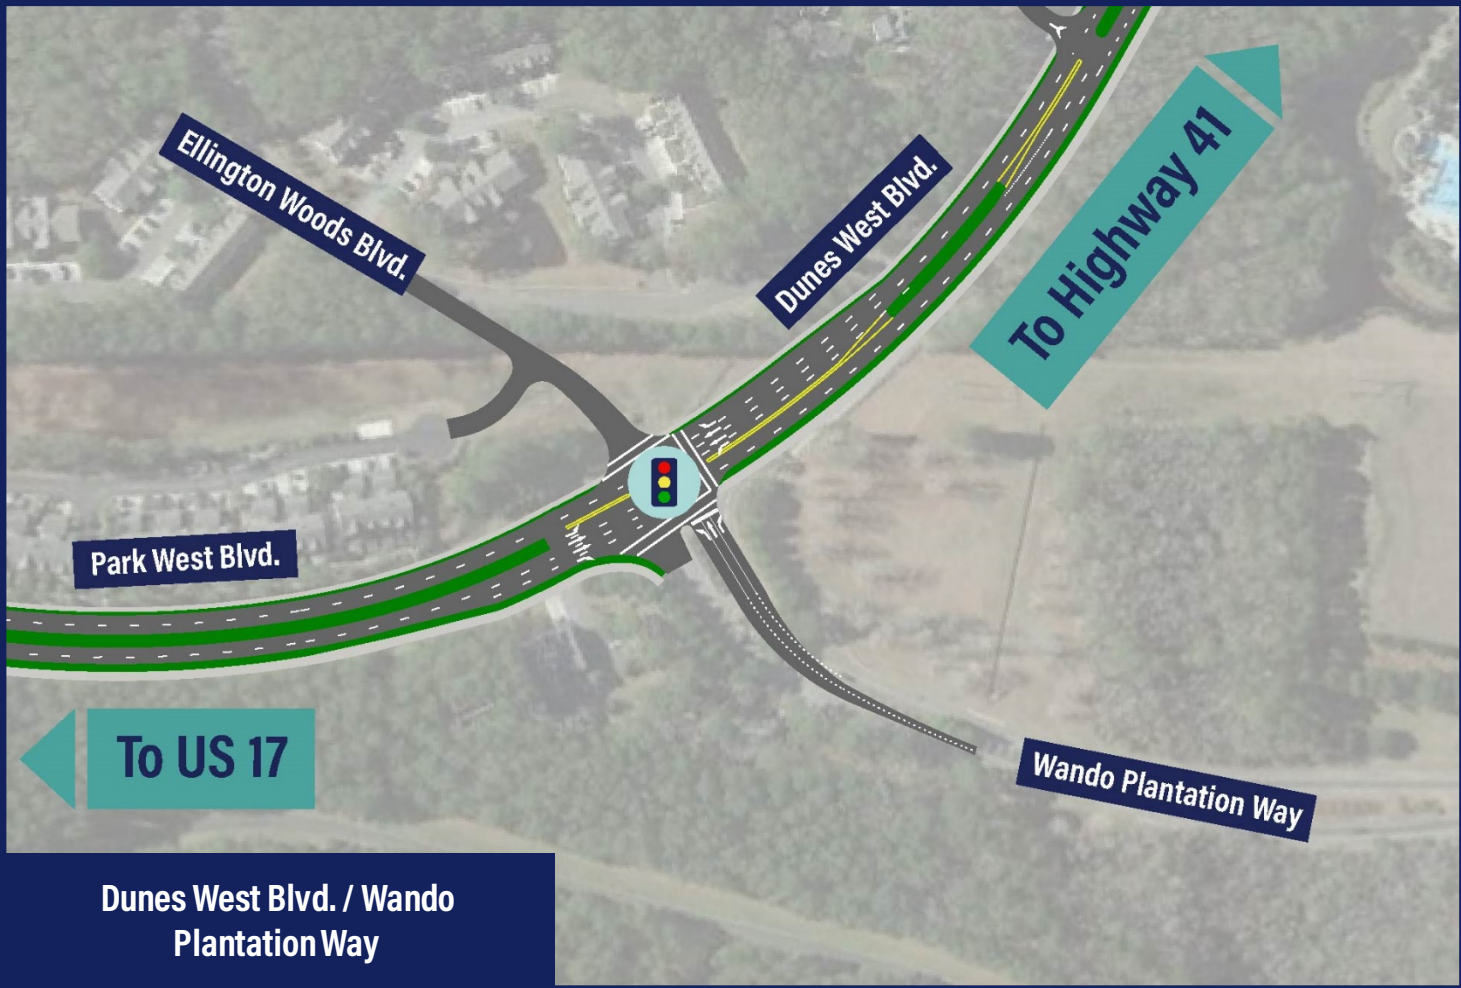 Ellington Woods Blvd.
Dunes West Blvd.
To Highway 41
Park West Blvd.
To US 17
Wando Plantation Way
Dunes West Blvd. / Wando
Plantation Way